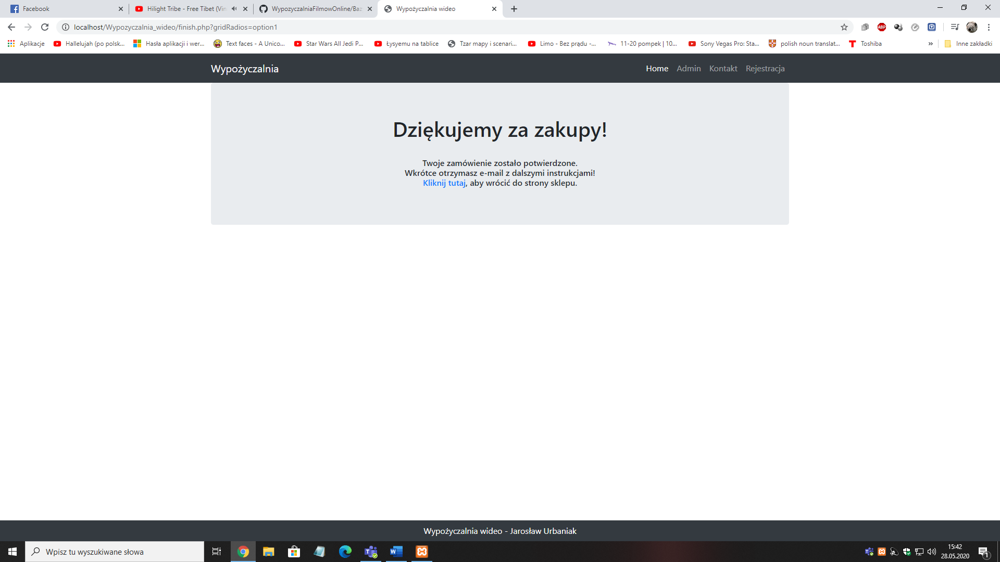 Facebook
Hilight Tribe - Free Tibet (Vin
WypozyczalniaFilmowOnline/Baz
Wypożyczalnia wideo
localhost/Wypozyczalnia_wideo/finish.php?gridRadios=option1
ABP
Aplikacje
Hallelujah (po polsk...
Hasła aplikacji i wer...
Text faces - A Unico...
Star Wars All Jedi P...
Łysyemu na tablice
Tzar mapy i scenari...
Limo - Bez prądu -...
11-20 pompek | 10...
Sony Vegas Pro: Sta...
polish noun translat...
Toshiba
»
Inne zakładki
Wypożyczalnia
Home Admin Kontakt Rejestracja
Dziękujemy za zakupy!
Twoje zamówienie zostało potwierdzone.
Wkrótce otrzymasz e-mail z dalszymi instrukcjami!
Kliknij tutaj, aby wrócić do strony sklepu.
Wypożyczalnia wideo - Jarosław Urbaniak
Wpisz tu wyszukiwane słowa
15:42
28.05.2020
1